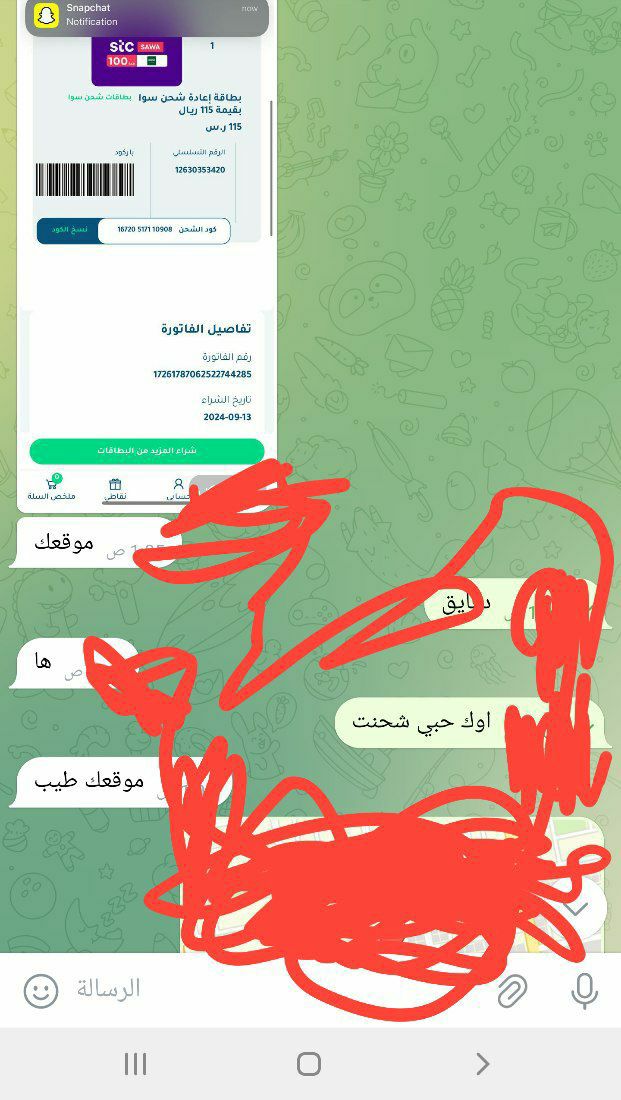 Snapchat
now
Notification
stc SAWA
100
1
بطاقة إعادة شحن سوا
بطاقات شحن سوا
بقيمة 115 ريال
115 ر.س
الرقم التسلسلي
باركود
12630353420
كود الشحن
16720 5171 10908
نسخ الكود
تفاصيل الفاتورة
رقم الفاتورة
17261787062522744285
تاريخ الشراء
2024-09-13
شراء المزيد من البطاقات
حسابي
نقاطي
0
ملخص السلة
موقعك
ص
ها
ص
اوك حبي شحنت
موقعك طيب
الرسالة